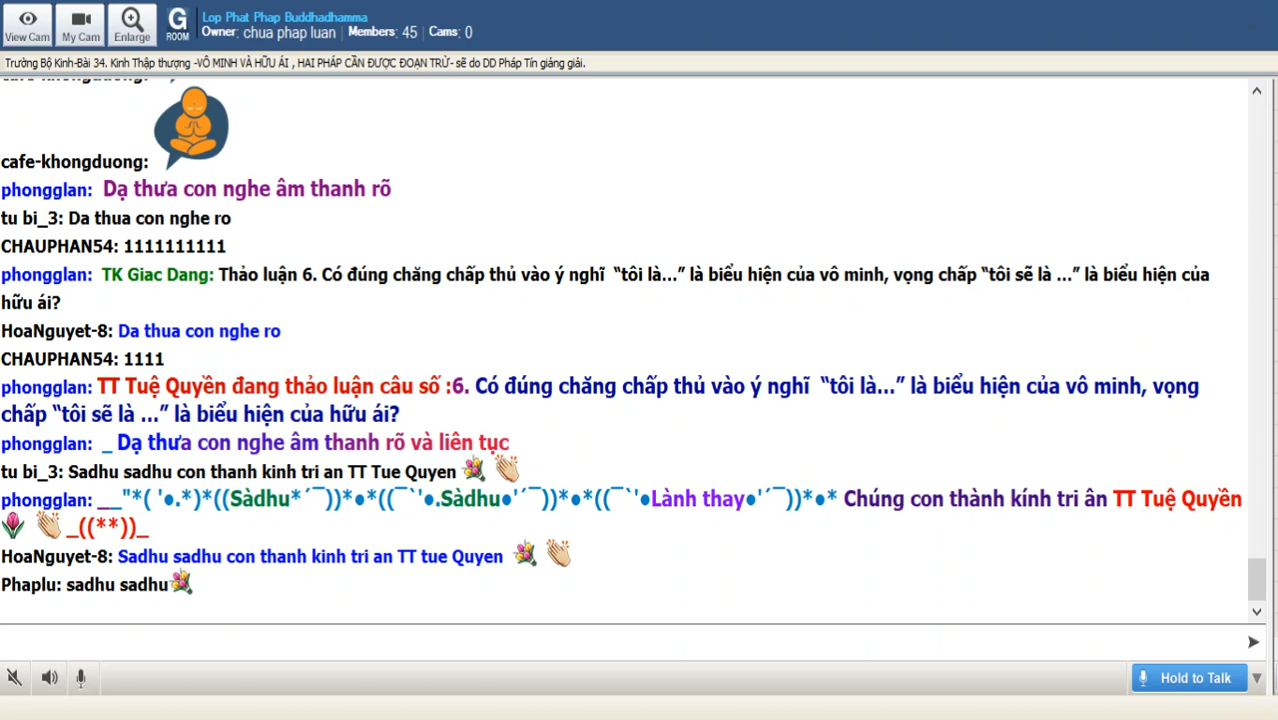 Lop Phat Phap Buddhadhamma
View Cam My Cam Enlarge G ROOM Owner: chua phap luan Members: 45 Cams: 0
Trường Bộ Kinh-Bài 34. Kinh Thập thượng -VÔ MINH VÀ HỮU ÁI , HAI PHÁP CẦN ĐƯỢC ĐOẠN TRỪ- sẽ do DD Pháp Tín giảng giải.
cafe-khongduong:
cafe-khongduong:
phongglan: Dạ thưa con nghe âm thanh rõ
tu bi_3: Da thua con nghe ro
CHAUPHAN54: 1111111111
phongglan: TK Giac Dang: Thảo luận 6. Có đúng chăng chấp thủ vào ý nghĩ “tôi là...” là biểu hiện của vô minh, vọng chấp “tôi sẽ là ...” là biểu hiện của
hữu ái?
HoaNguyet-8: Da thua con nghe ro
CHAUPHAN54: 1111
phongglan: TT Tuệ Quyền đang thảo luận câu số :6. Có đúng chăng chấp thủ vào ý nghĩ “tôi là...” là biểu hiện của vô minh, vọng
chấp “tôi sẽ là ...” là biểu hiện của hữu ái?
phongglan: _ Dạ thưa con nghe âm thanh rõ và liên tục
tu bi_3: Sadhu sadhu con thanh kinh tri an TT Tue Quyen
phongglan: __"*( '●.*)*((Sàdhu*´¯))*●*((¯`'●.Sàdhu●'´¯))*●*((¯`'●Lành thay●'´¯))*●* Chúng con thành kính tri ân TT Tuệ Quyền
_((**))_
HoaNguyet-8: Sadhu sadhu con thanh kinh tri an TT tue Quyen
Phaplu: sadhu sadhu
Hold to Talk